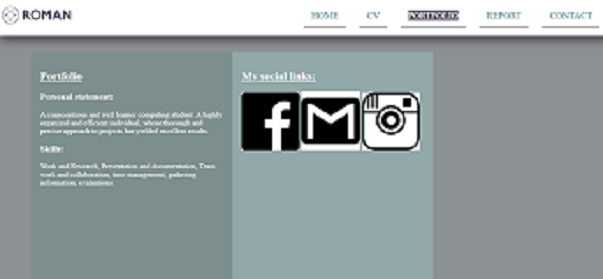 ROMAN
HOME CV PORTFOLIO REPORT CONTACT
Portfolio
Personal statement:
A conscientious and well learner computing student. A highly
organized and efficient individual, whose thorough and
precise approach to projects has yielded excellent results.
Skills:
Work and Research, Presentation and documentation, Team
work and collaboration, time management, gathering
information, evaluations.
My social links: